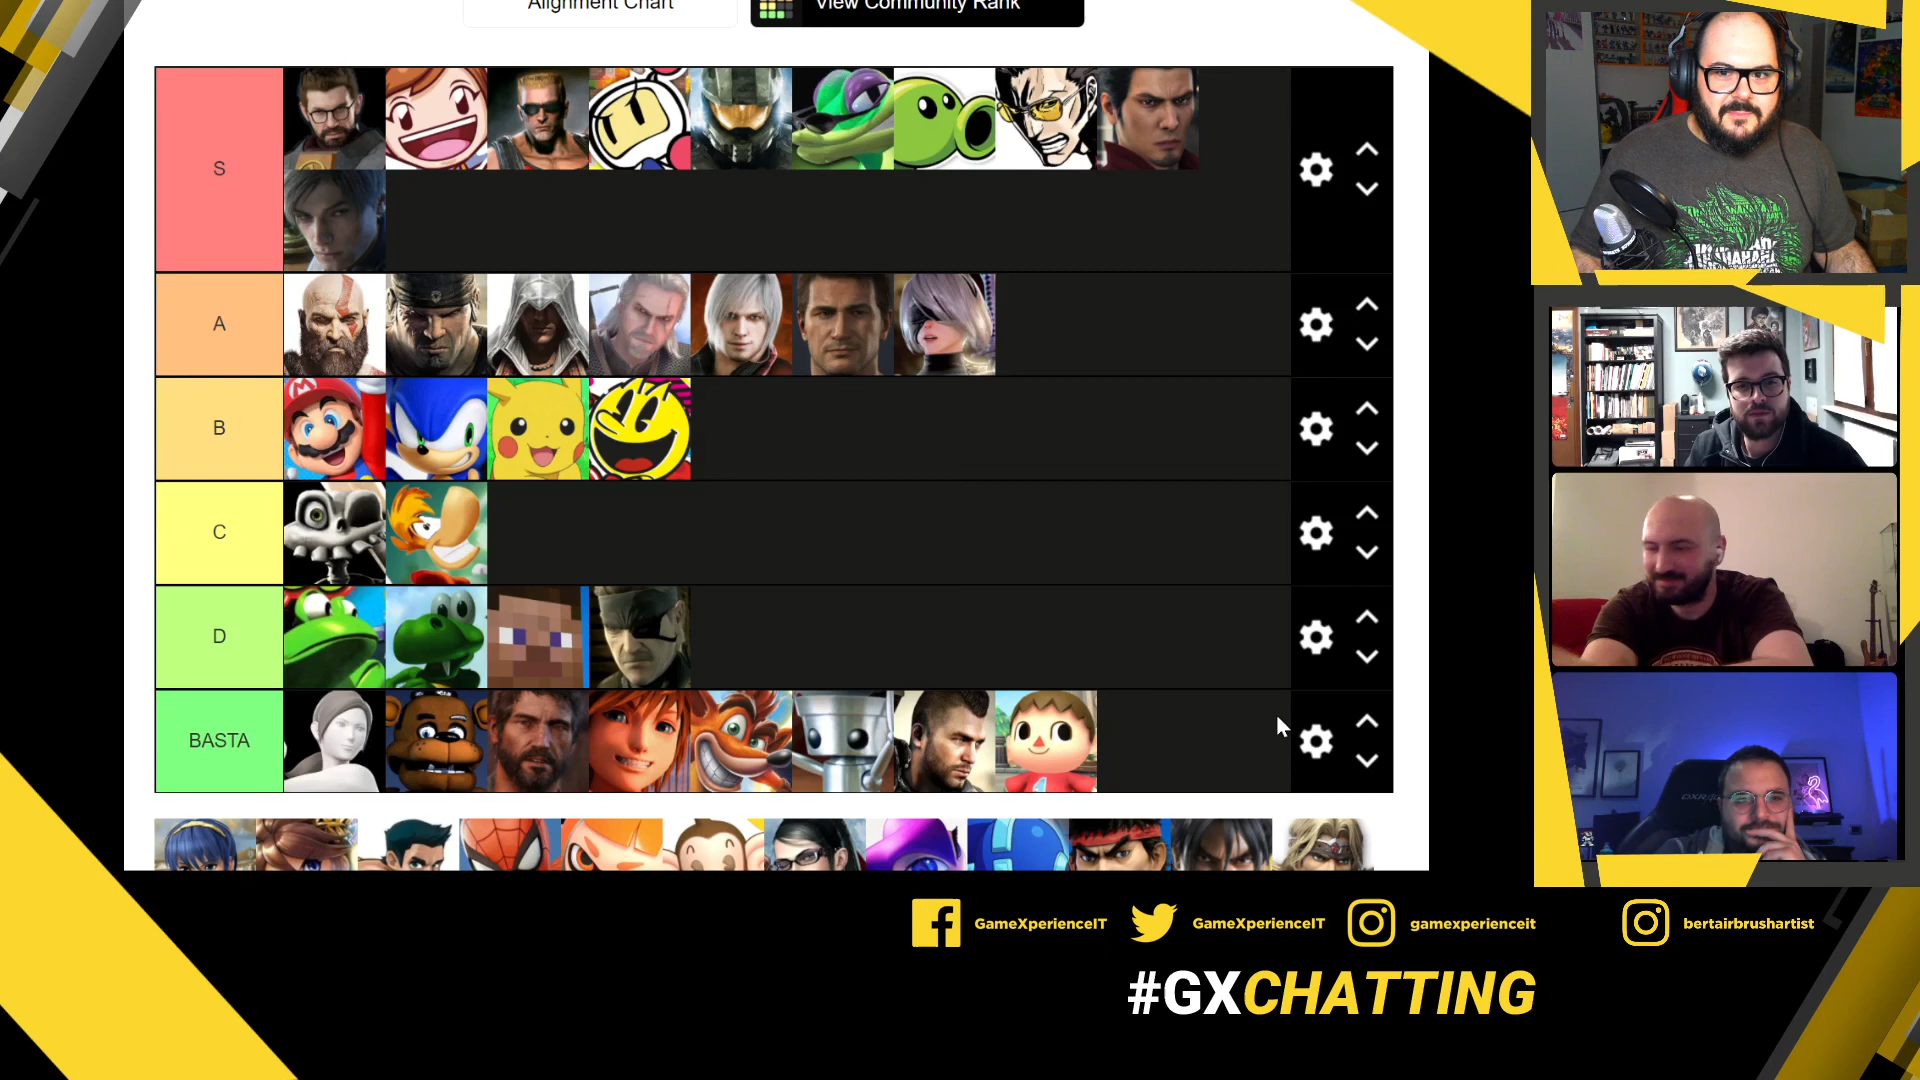 Alignment Chart
View Community Rank
S
A
B
C
D
BASTA
GameXperienceIT
GameXperienceIT
gamexperienceit
bertairbrushartist
#GXCHATTING